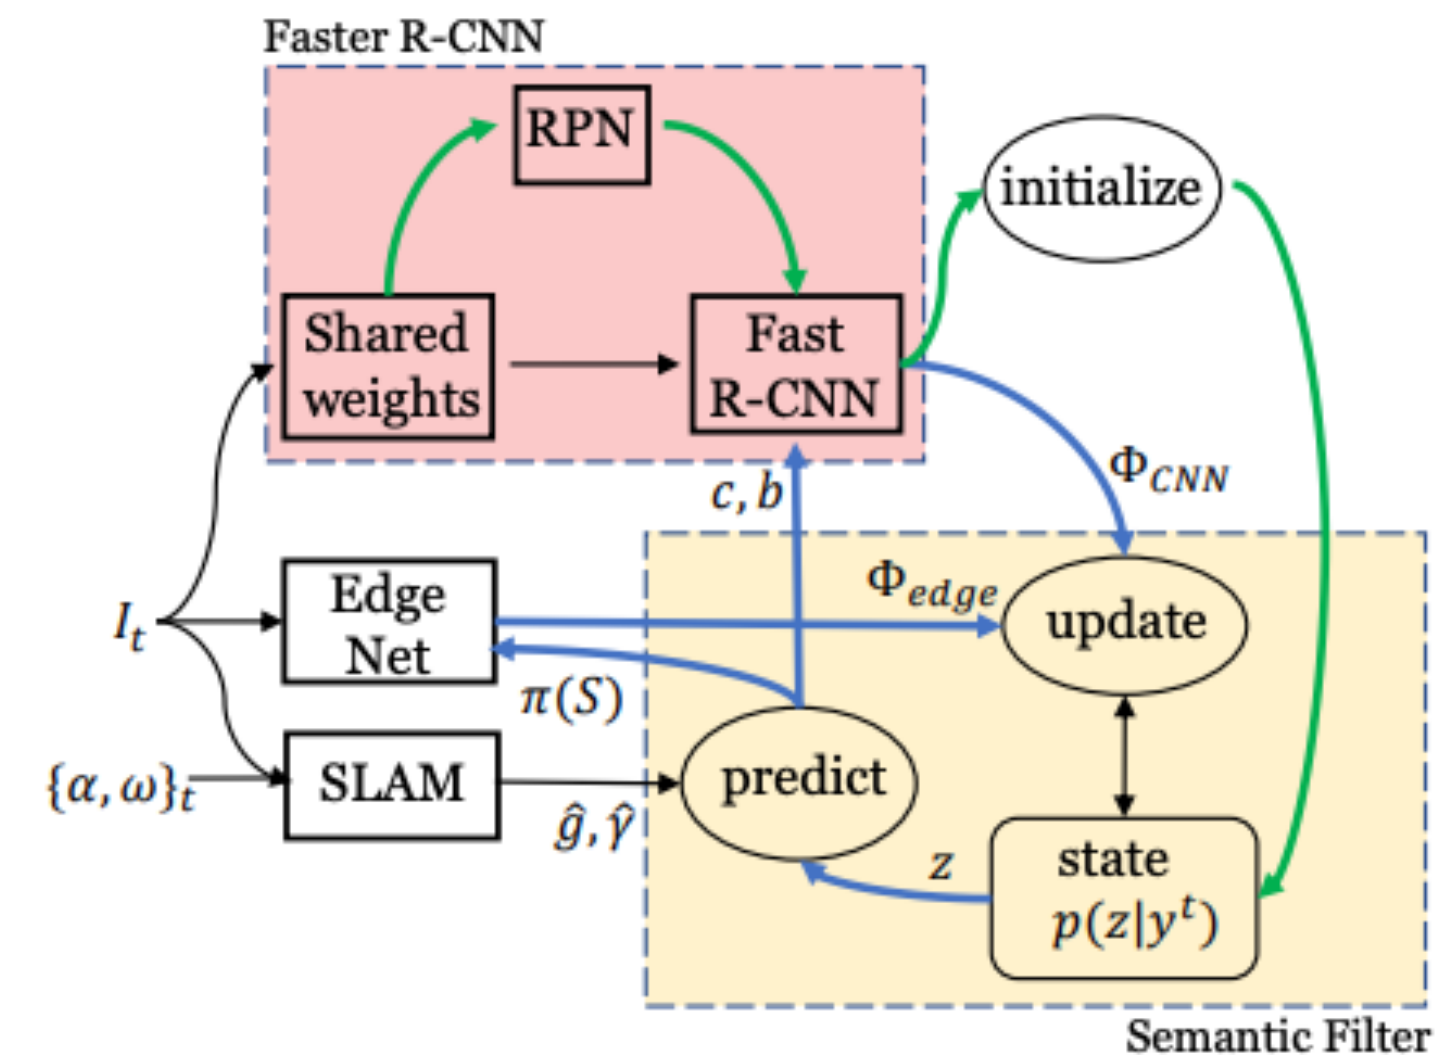 Faster R-CNN
RPN
initialize
Shared
weights
Fast
R-CNN
c, b
Φ_CNN
Edge
Net
Φ_edge
update
I_t
π(S)
{α, ω}_t
SLAM
ĝ, γ̂
predict
z
state
p(z|y^t)
Semantic Filter